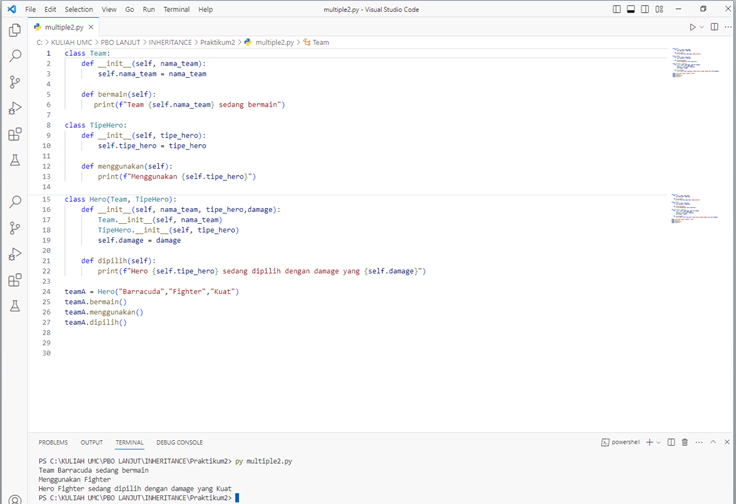 File Edit Selection View Go Run Terminal Help multiple2.py - Visual Studio Code
multiple2.py
C: > KULIAH UMC > PBO LANJUT > INHERITANCE > Praktikum2 > multiple2.py > Team
1 class Team:
2     def __init__(self, nama_team):
3         self.nama_team = nama_team
4
5     def bermain(self):
6        print(f"Team {self.nama_team} sedang bermain")
7
8 class TipeHero:
9     def __init__(self, tipe_hero):
10         self.tipe_hero = tipe_hero
11
12     def menggunakan(self):
13         print(f"Menggunakan {self.tipe_hero}")
14
15 class Hero(Team, TipeHero):
16     def __init__(self, nama_team, tipe_hero,damage):
17         Team.__init__(self, nama_team)
18         TipeHero.__init__(self, tipe_hero)
19         self.damage = damage
20
21     def dipilih(self):
22         print(f"Hero {self.tipe_hero} sedang dipilih dengan damage yang {self.damage}")
23
24 teamA = Hero("Barracuda","Fighter","Kuat")
25 teamA.bermain()
26 teamA.menggunakan()
27 teamA.dipilih()
28
29
30
PROBLEMS OUTPUT TERMINAL DEBUG CONSOLE powershell
PS C:\KULIAH UMC\PBO LANJUT\INHERITANCE\Praktikum2> py multiple2.py
Team Barracuda sedang bermain
Menggunakan Fighter
Hero Fighter sedang dipilih dengan damage yang Kuat
PS C:\KULIAH UMC\PBO LANJUT\INHERITANCE\Praktikum2>